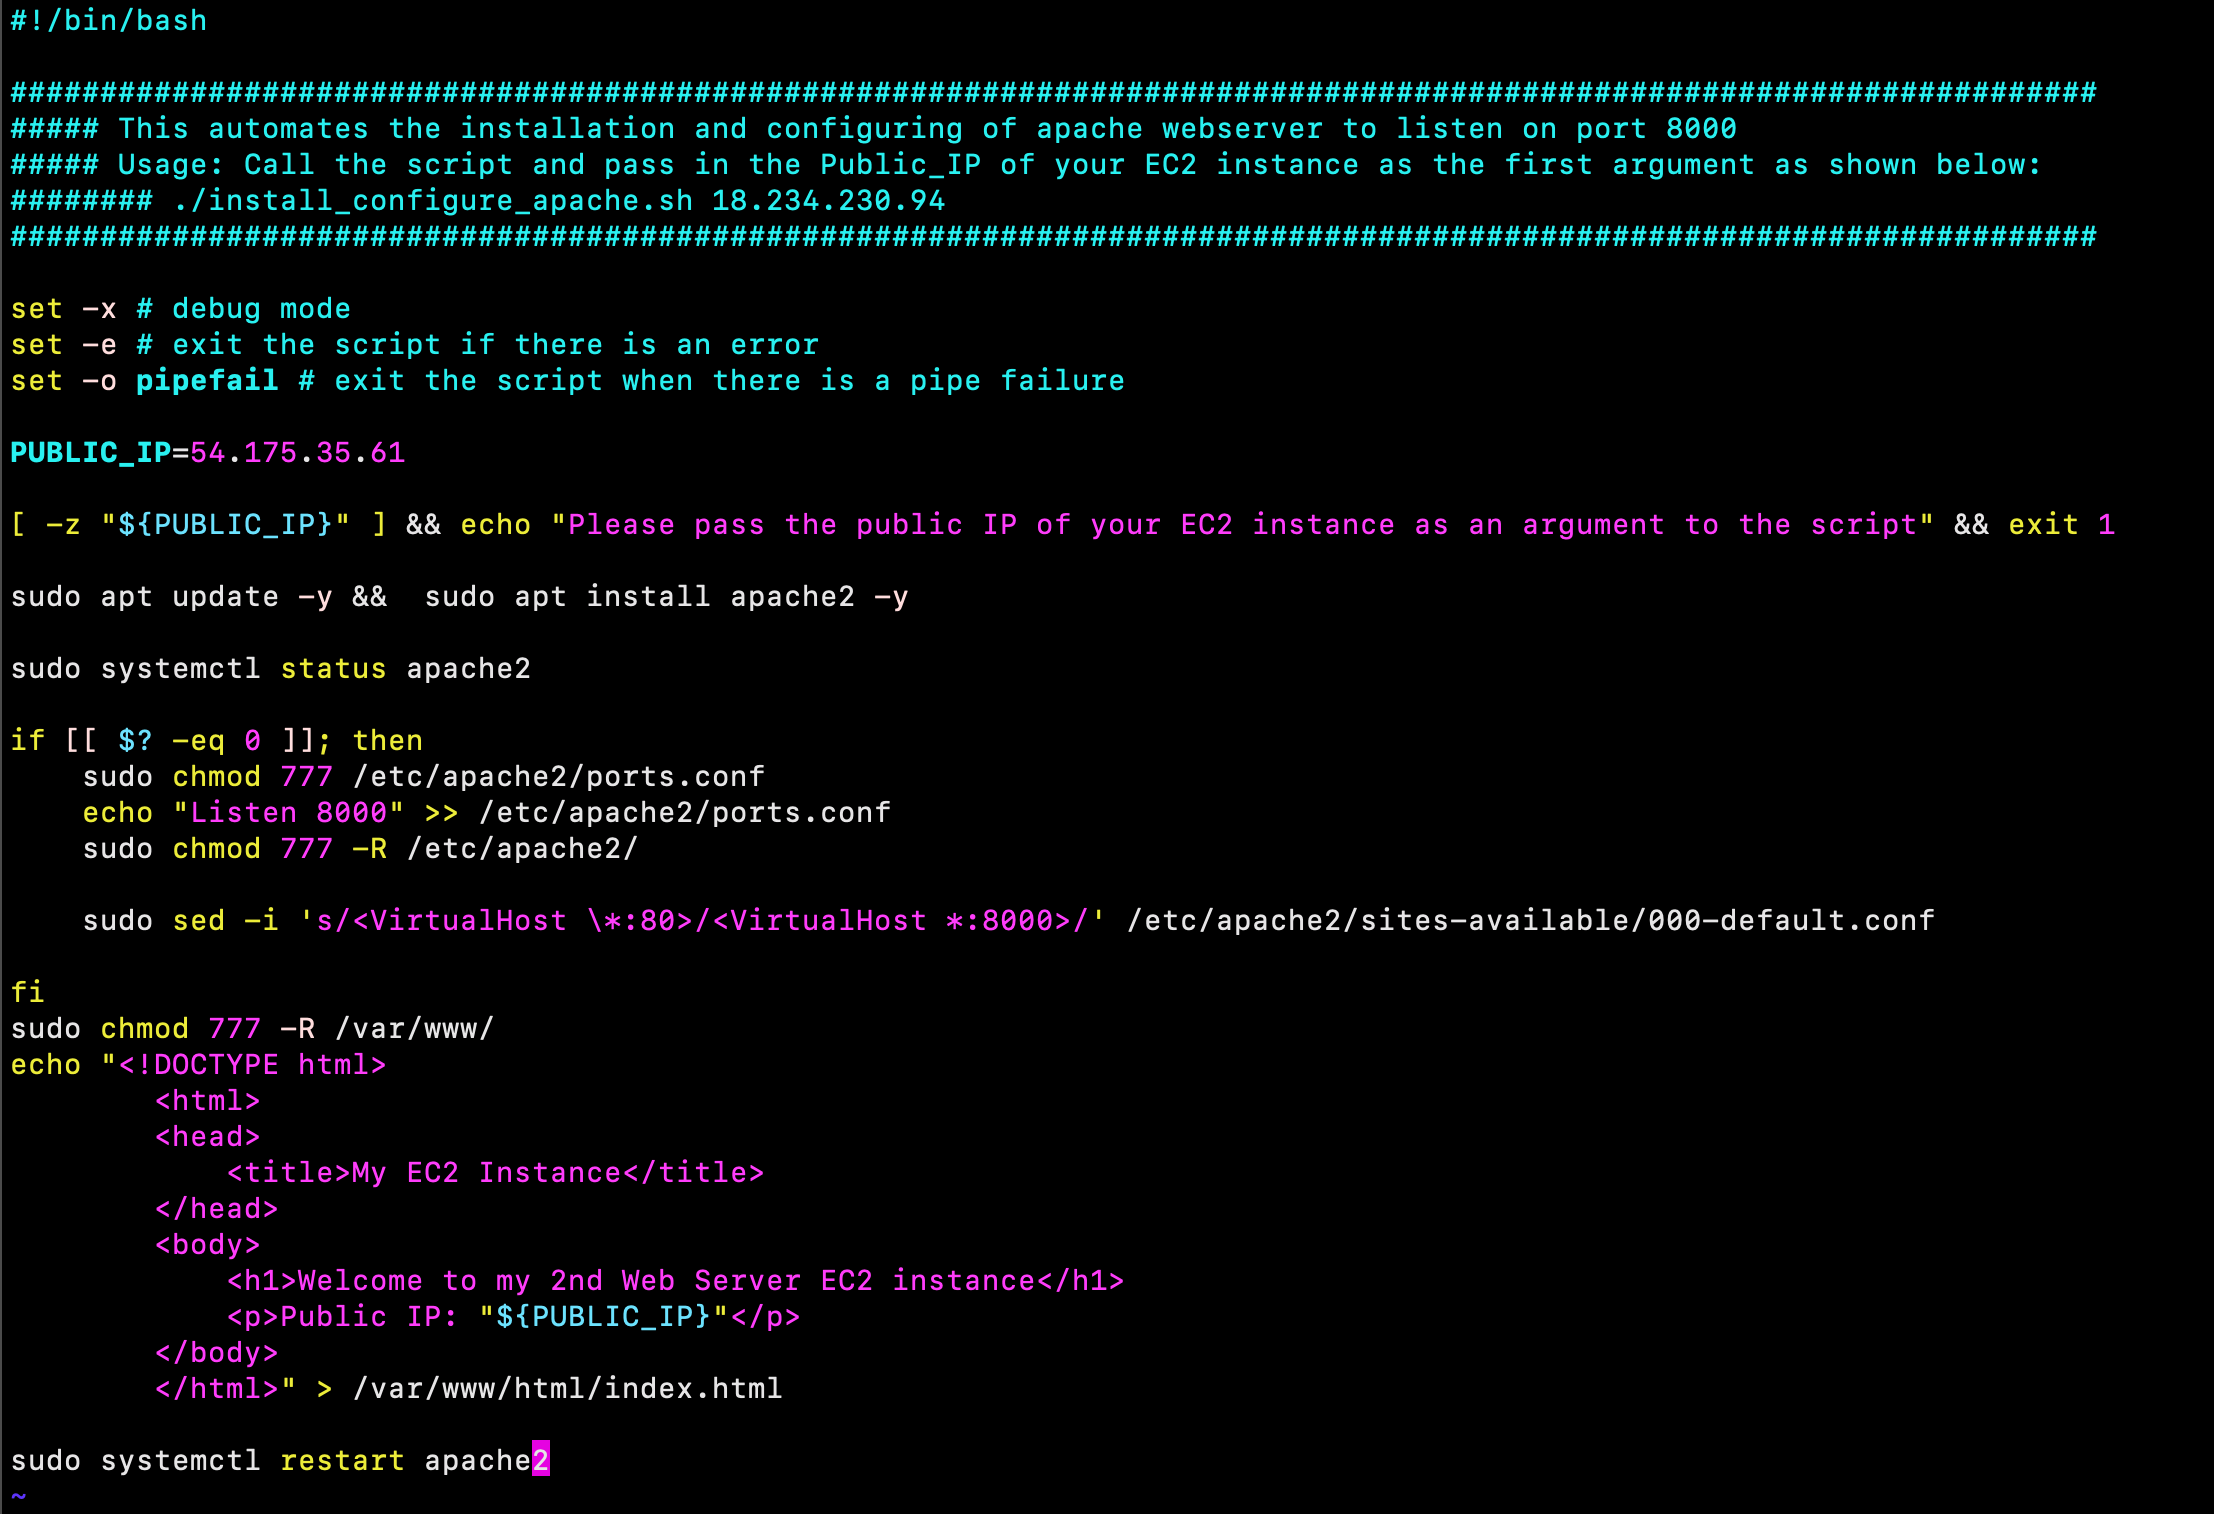 #!/bin/bash
####################################################################################################################
##### This automates the installation and configuring of apache webserver to listen on port 8000
##### Usage: Call the script and pass in the Public_IP of your EC2 instance as the first argument as shown below:
######## ./install_configure_apache.sh 18.234.230.94
####################################################################################################################
set -x # debug mode
set -e # exit the script if there is an error
set -o pipefail # exit the script when there is a pipe failure
PUBLIC_IP=54.175.35.61
[ -z "${PUBLIC_IP}" ] && echo "Please pass the public IP of your EC2 instance as an argument to the script" && exit 1
sudo apt update -y &&  sudo apt install apache2 -y
sudo systemctl status apache2
if [[ $? -eq 0 ]]; then
    sudo chmod 777 /etc/apache2/ports.conf
    echo "Listen 8000" >> /etc/apache2/ports.conf
    sudo chmod 777 -R /etc/apache2/
    sudo sed -i 's/<VirtualHost \*:80>/<VirtualHost *:8000>/' /etc/apache2/sites-available/000-default.conf
fi
sudo chmod 777 -R /var/www/
echo "<!DOCTYPE html>
        <html>
        <head>
            <title>My EC2 Instance</title>
        </head>
        <body>
            <h1>Welcome to my 2nd Web Server EC2 instance</h1>
            <p>Public IP: "${PUBLIC_IP}"</p>
        </body>
        </html>" > /var/www/html/index.html
sudo systemctl restart apache2
~